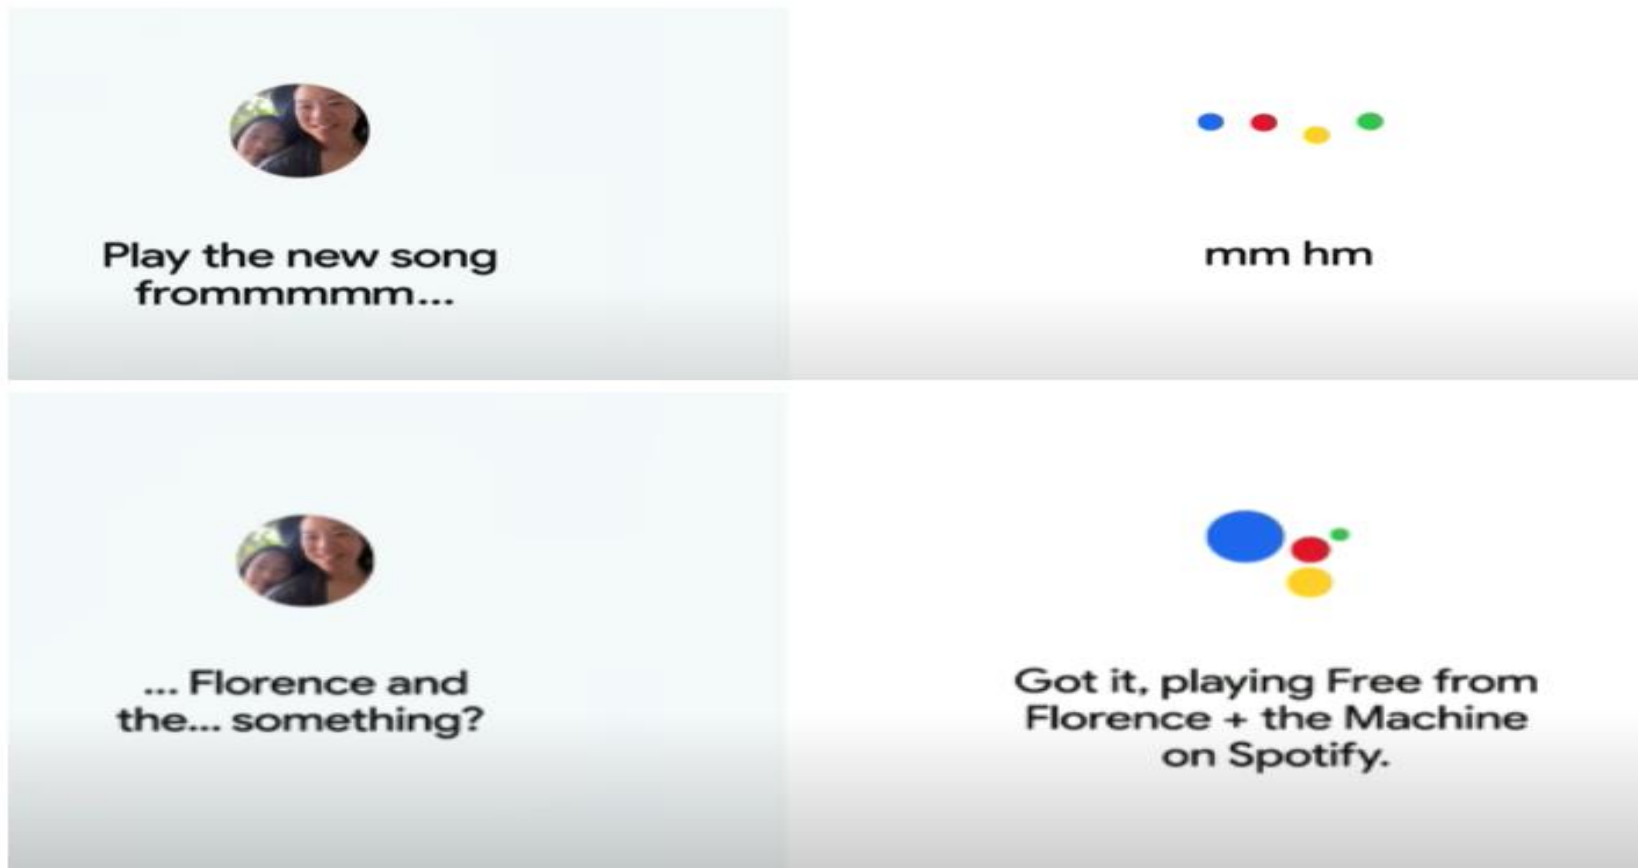 Play the new song
frommmmm...
mm hm
... Florence and
the... something?
Got it, playing Free from
Florence + the Machine
on Spotify.